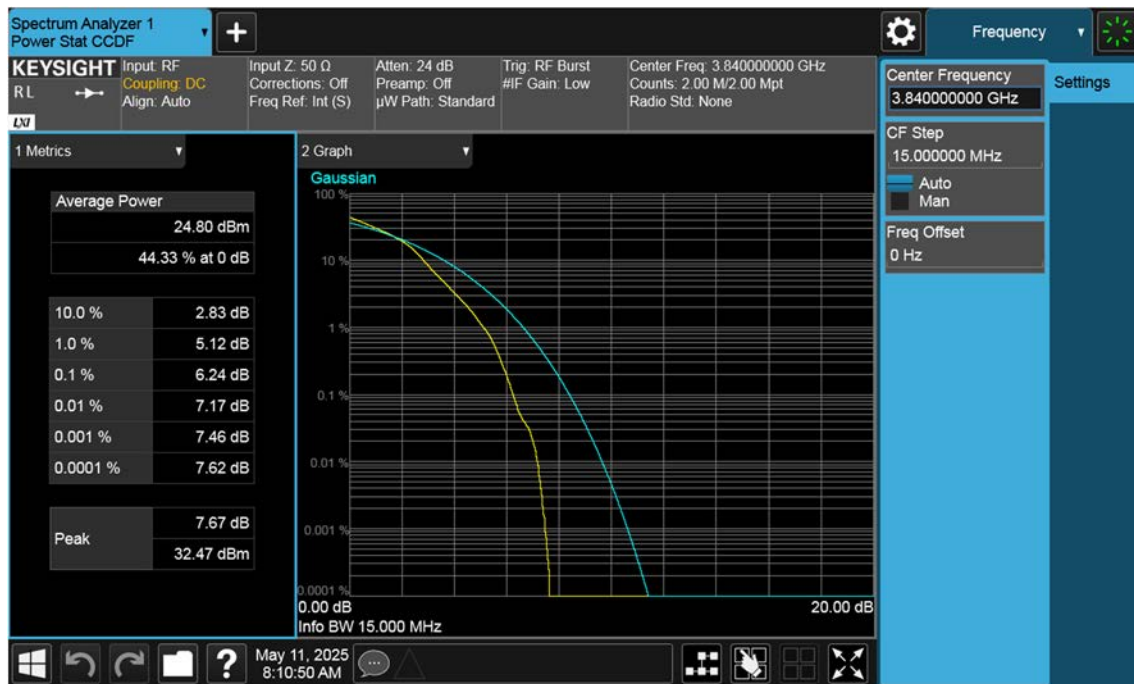 Spectrum Analyzer 1
Power Stat CCDF
+
Frequency
KEYSIGHT
RL
LXI
Input: RF
Coupling: DC
Align: Auto
Input Z: 50 Ω
Corrections: Off
Freq Ref: Int (S)
Atten: 24 dB
Preamp: Off
µW Path: Standard
Trig: RF Burst
#IF Gain: Low
Center Freq: 3.840000000 GHz
Counts: 2.00 M/2.00 Mpt
Radio Std: None
Center Frequency
3.840000000 GHz
Settings
CF Step
15.000000 MHz
Auto
Man
Freq Offset
0 Hz
1 Metrics
Average Power
24.80 dBm
44.33 % at 0 dB
10.0 % 2.83 dB
1.0 % 5.12 dB
0.1 % 6.24 dB
0.01 % 7.17 dB
0.001 % 7.46 dB
0.0001 % 7.62 dB
Peak 7.67 dB
32.47 dBm
2 Graph
Gaussian
100 %
10 %
1 %
0.1 %
0.01 %
0.001 %
0.0001 %
0.00 dB 20.00 dB
Info BW 15.000 MHz
?
May 11, 2025
8:10:50 AM